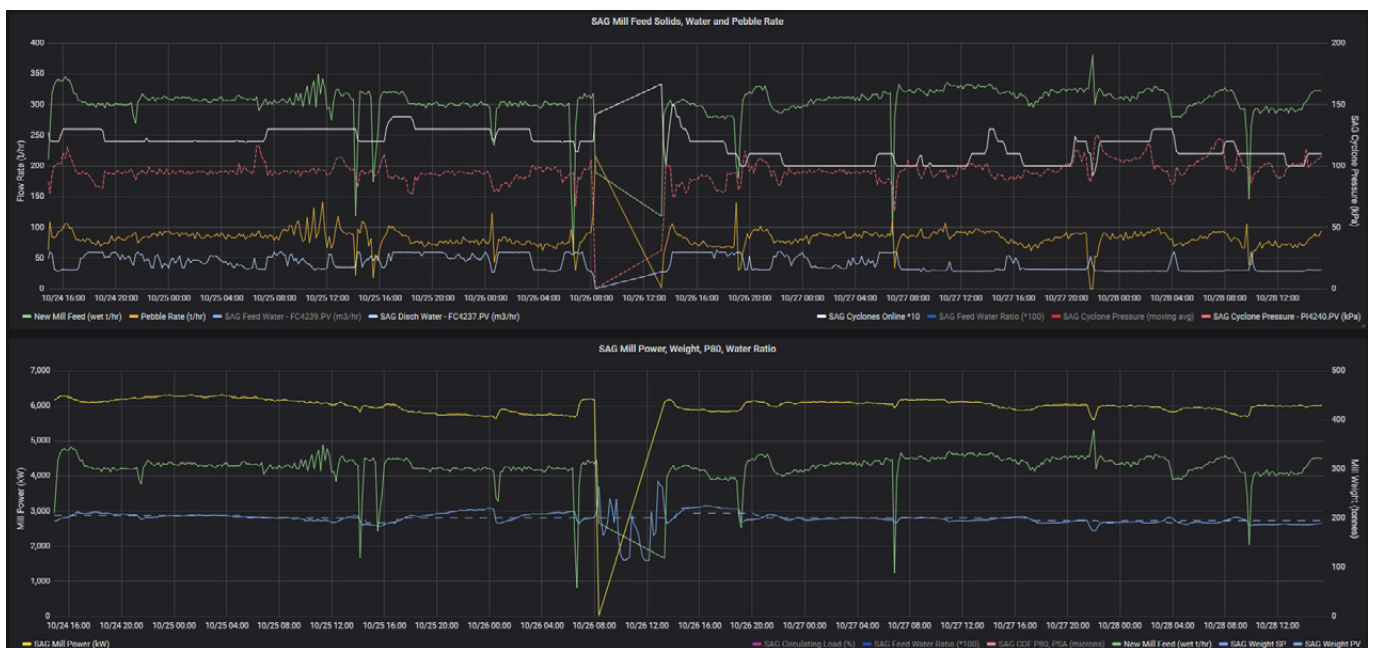 SAG Mill Feed Solids, Water and Pebble Rate
400
350
300
250
200
150
100
50
0
Flow Rate (t/hr)
200
150
100
50
0
SAG Cyclone Pressure (kPa)
10/24 16:00 10/24 20:00 10/25 00:00 10/25 04:00 10/25 08:00 10/25 12:00 10/25 16:00 10/25 20:00 10/26 00:00 10/26 04:00 10/26 08:00 10/26 12:00 10/26 16:00 10/26 20:00 10/27 00:00 10/27 04:00 10/27 08:00 10/27 12:00 10/27 16:00 10/27 20:00 10/28 00:00 10/28 04:00 10/28 08:00 10/28 12:00
New Mill Feed (wet t/hr) Pebble Rate (t/hr) SAG Feed Water - FC4239.PV (m3/hr) SAG Disch Water - FC4237.PV (m3/hr) SAG Cyclones Online *10 SAG Feed Water Ratio (*100) SAG Cyclone Pressure (moving avg) SAG Cyclone Pressure - PI4240.PV (kPa)
SAG Mill Power, Weight, P80, Water Ratio
7,000
6,000
5,000
4,000
3,000
2,000
1,000
0
Mill Power (kW)
500
400
300
200
100
0
Mill Weight (tonnes)
10/24 16:00 10/24 20:00 10/25 00:00 10/25 04:00 10/25 08:00 10/25 12:00 10/25 16:00 10/25 20:00 10/26 00:00 10/26 04:00 10/26 08:00 10/26 12:00 10/26 16:00 10/26 20:00 10/27 00:00 10/27 04:00 10/27 08:00 10/27 12:00 10/27 16:00 10/27 20:00 10/28 00:00 10/28 04:00 10/28 08:00 10/28 12:00
SAG Mill Power (kW) SAG Circulating Load (%) SAG Feed Water Ratio (*100) SAG COF P80, PSA (microns) New Mill Feed (wet t/hr) SAG Weight SP SAG Weight PV